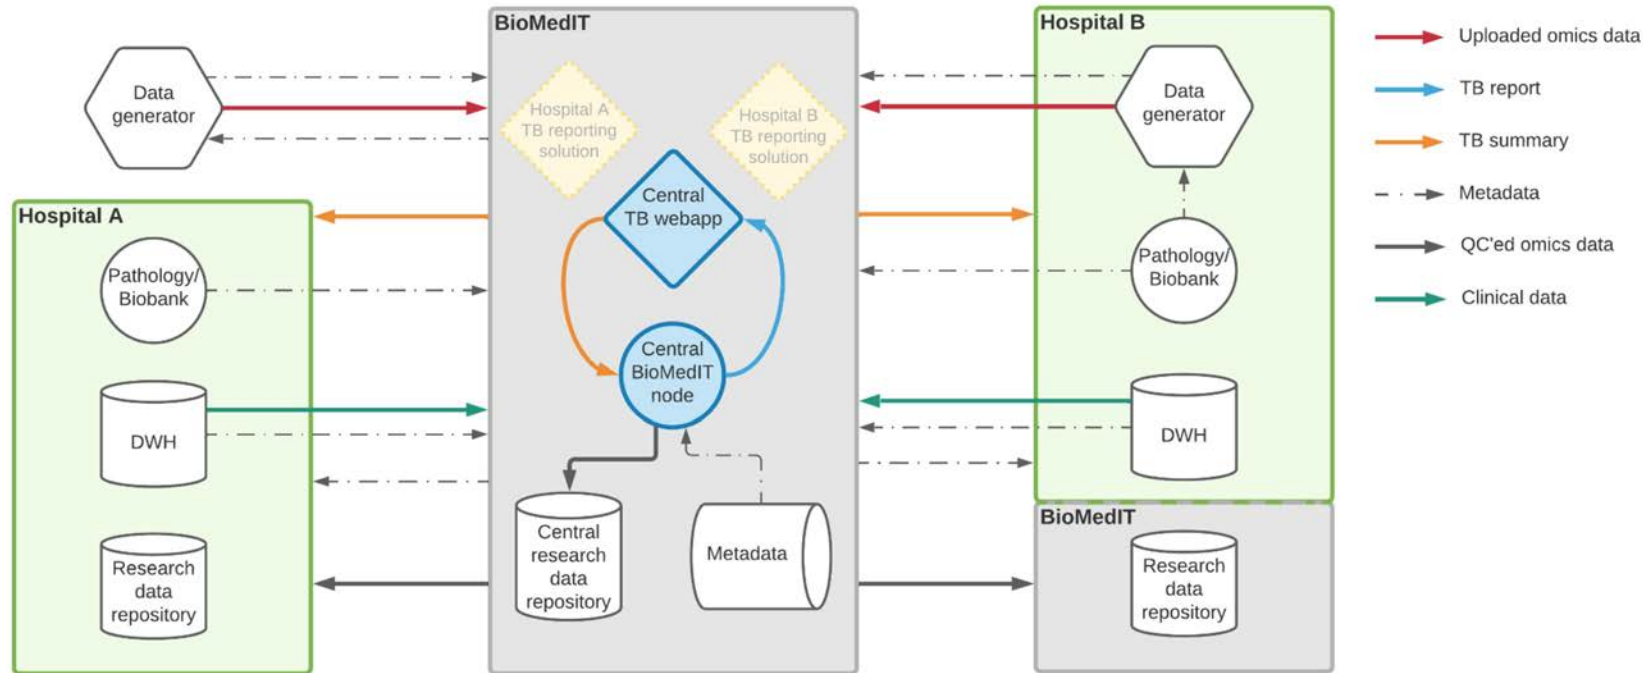 BioMedIT
Hospital B
Data
generator
Hospital A
TB reporting
solution
Hospital B
TB reporting
solution
Central
TB webapp
Data
generator
Uploaded omics data
TB report
TB summary
Metadata
QC'ed omics data
Clinical data
Hospital A
Pathology/
Biobank
DWH
Research
data
repository
Central
BioMedIT
node
Central
research
data
repository
Metadata
Pathology/
Biobank
DWH
BioMedIT
Research
data
repository